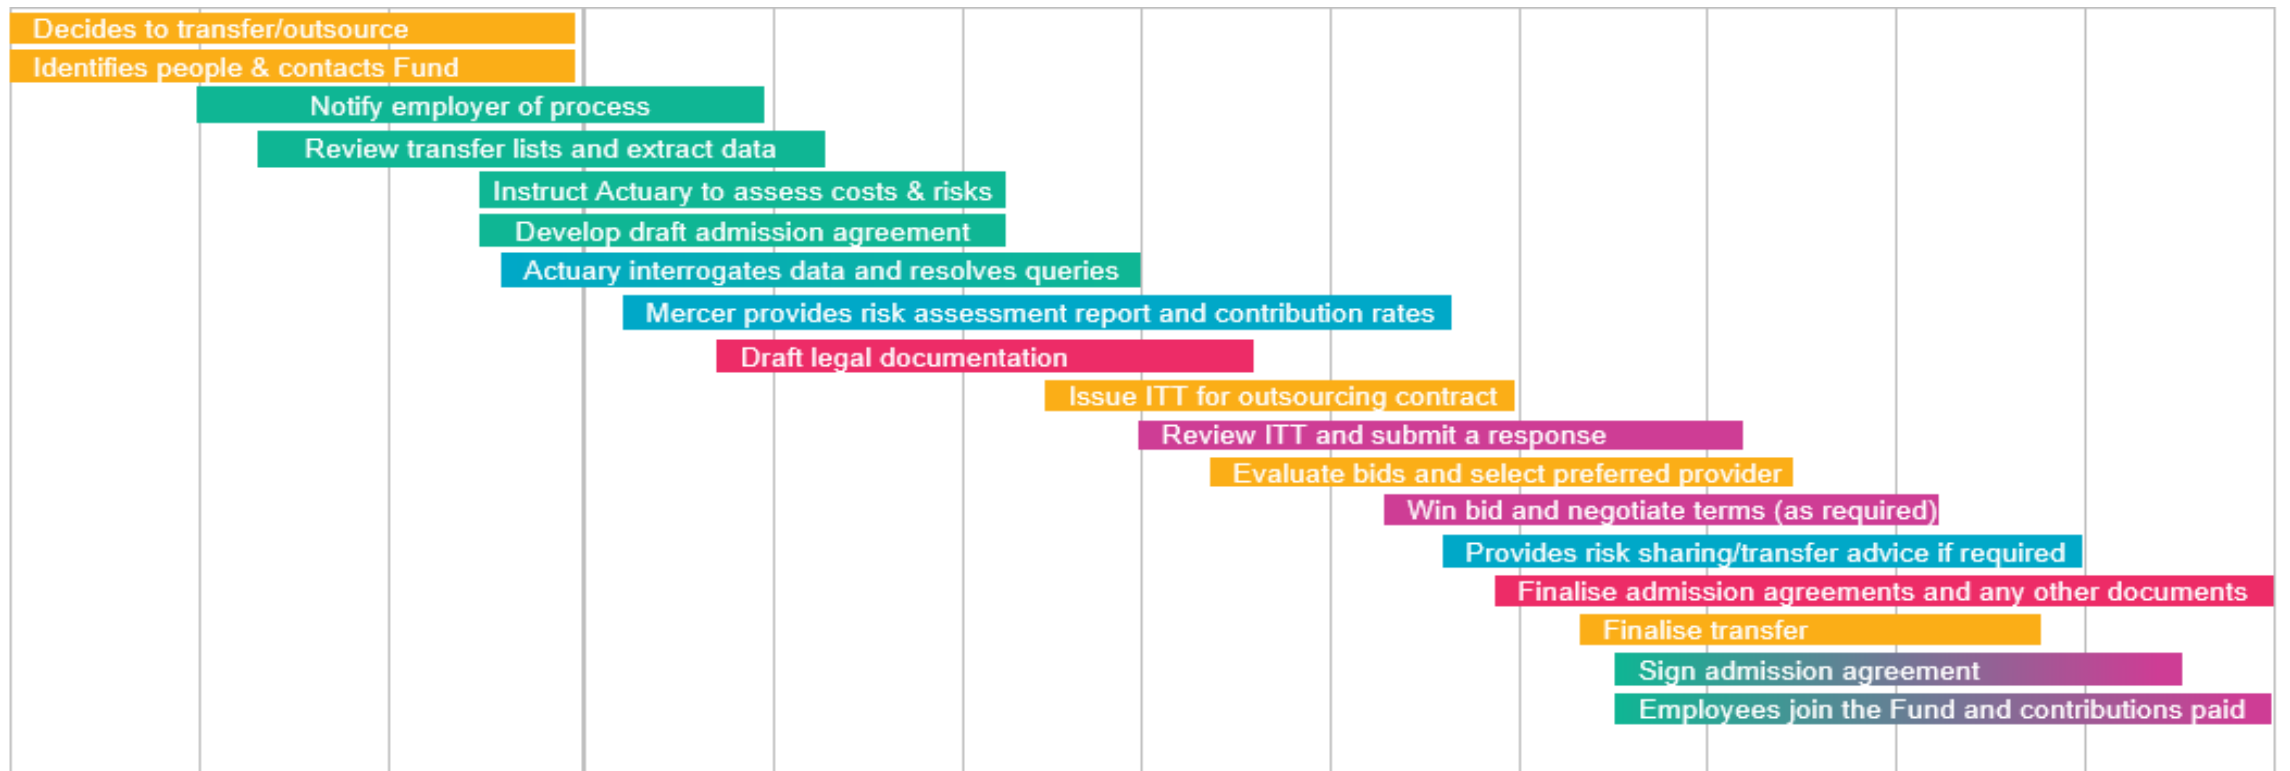 Decides to transfer/outsource
Identifies people & contacts Fund
Notify employer of process
Review transfer lists and extract data
Instruct Actuary to assess costs & risks
Develop draft admission agreement
Actuary interrogates data and resolves queries
Mercer provides risk assessment report and contribution rates
Draft legal documentation
Issue ITT for outsourcing contract
Review ITT and submit a response
Evaluate bids and select preferred provider
Win bid and negotiate terms (as required)
Provides risk sharing/transfer advice if required
Finalise admission agreements and any other documents
Finalise transfer
Sign admission agreement
Employees join the Fund and contributions paid